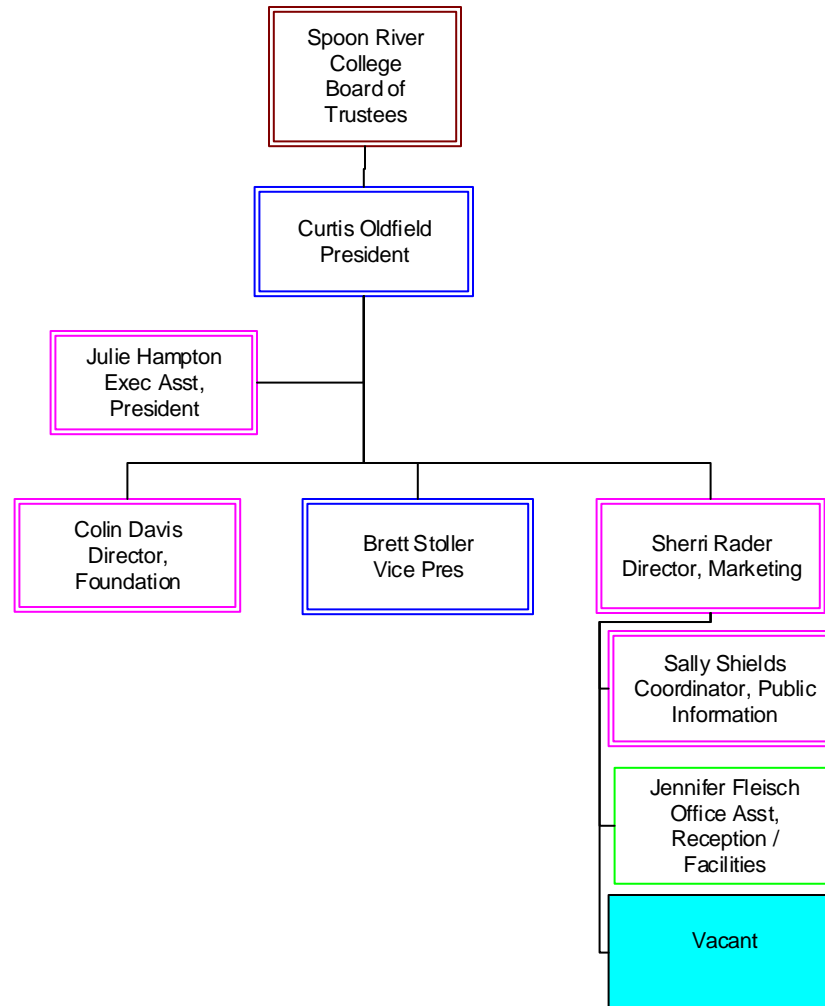 Spoon River
College
Board of
Trustees
Curtis Oldfield
President
Julie Hampton
Exec Asst,
President
Colin Davis
Director,
Foundation
Brett Stoller
Vice Pres
Sherri Rader
Director, Marketing
Sally Shields
Coordinator, Public
Information
Jennifer Fleisch
Office Asst,
Reception /
Facilities
Vacant